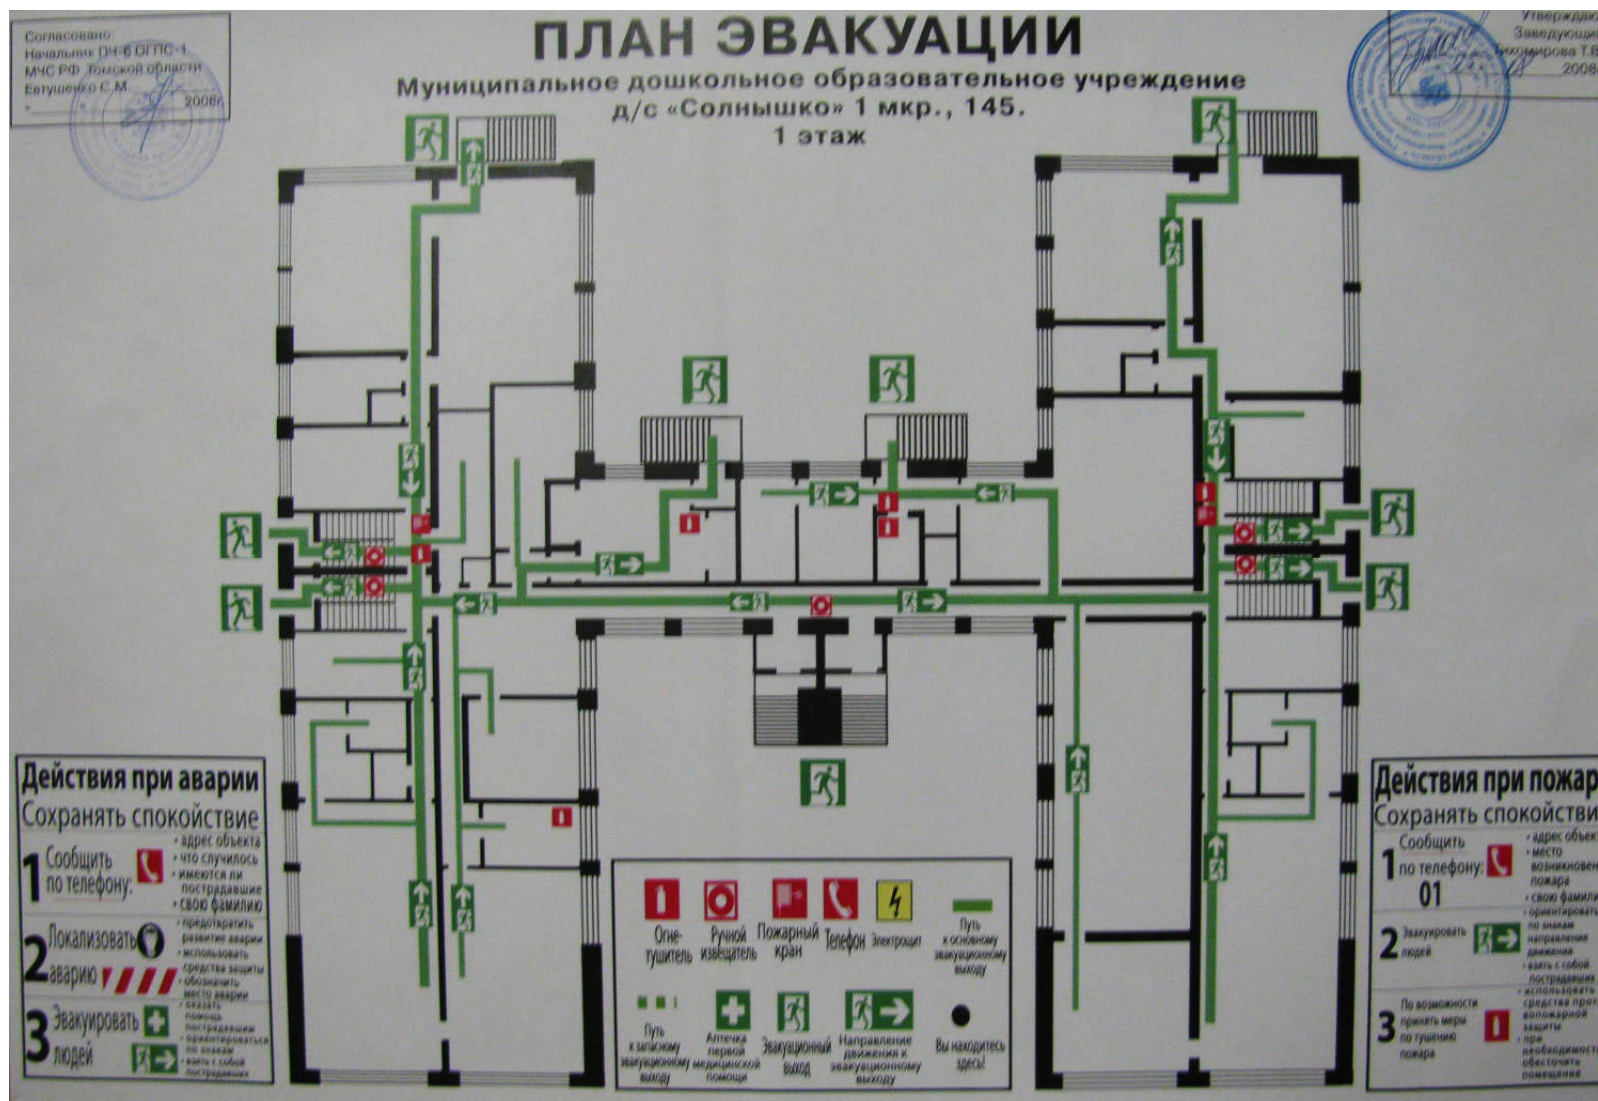 Согласовано:
Начальник ПЧ-6 ОГПС-1
МЧС РФ Томской области
Евтушенко С.М.
2008г
ПЛАН ЭВАКУАЦИИ
Муниципальное дошкольное образовательное учреждение
д/с «Солнышко» 1 мкр., 145.
1 этаж
Утверждаю
Заведующи
Тихомирова Т.В
2008
Действия при аварии
Сохранять спокойствие
1 Сообщить
по телефону:
• адрес объекта
• что случилось
• имеются ли
пострадавшие
• свою фамилию
2 Локализовать
аварию
• предотвратить
развитие аварии
• использовать
средства защиты
• обозначить
место аварии
3 Эвакуировать
людей
• оказать
помощь
пострадавшим
• ориентироваться
по знакам
• взять с собой
пострадавших
Огне-
тушитель
Ручной
извещатель
Пожарный
кран
Телефон
Электрощит
Путь
к основному
эвакуационному
выходу
Путь
к запасному
эвакуационному
выходу
Аптечка
первой
медицинской
помощи
Эвакуационный
выход
Направление
движения к
эвакуационному
выходу
Вы находитесь
здесь!
Действия при пожар
Сохранять спокойстви
1 Сообщить
по телефону:
01
• адрес объек
• место
возникновен
пожара
• свою фамили
2 Эвакуировать
людей
• ориентировать
по знакам
направления
движения
• взять с собой
пострадавших
3 По возможности
принять меры
по тушению
пожара
• использовать
средства прот
вопожарной
защиты
• при
необходимост
обесточить
помещение